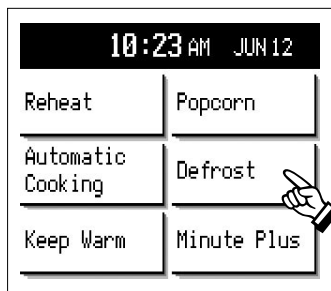 10:23 AM JUN 12
Reheat
Popcorn
Automatic
Cooking
Defrost
Keep Warm
Minute Plus